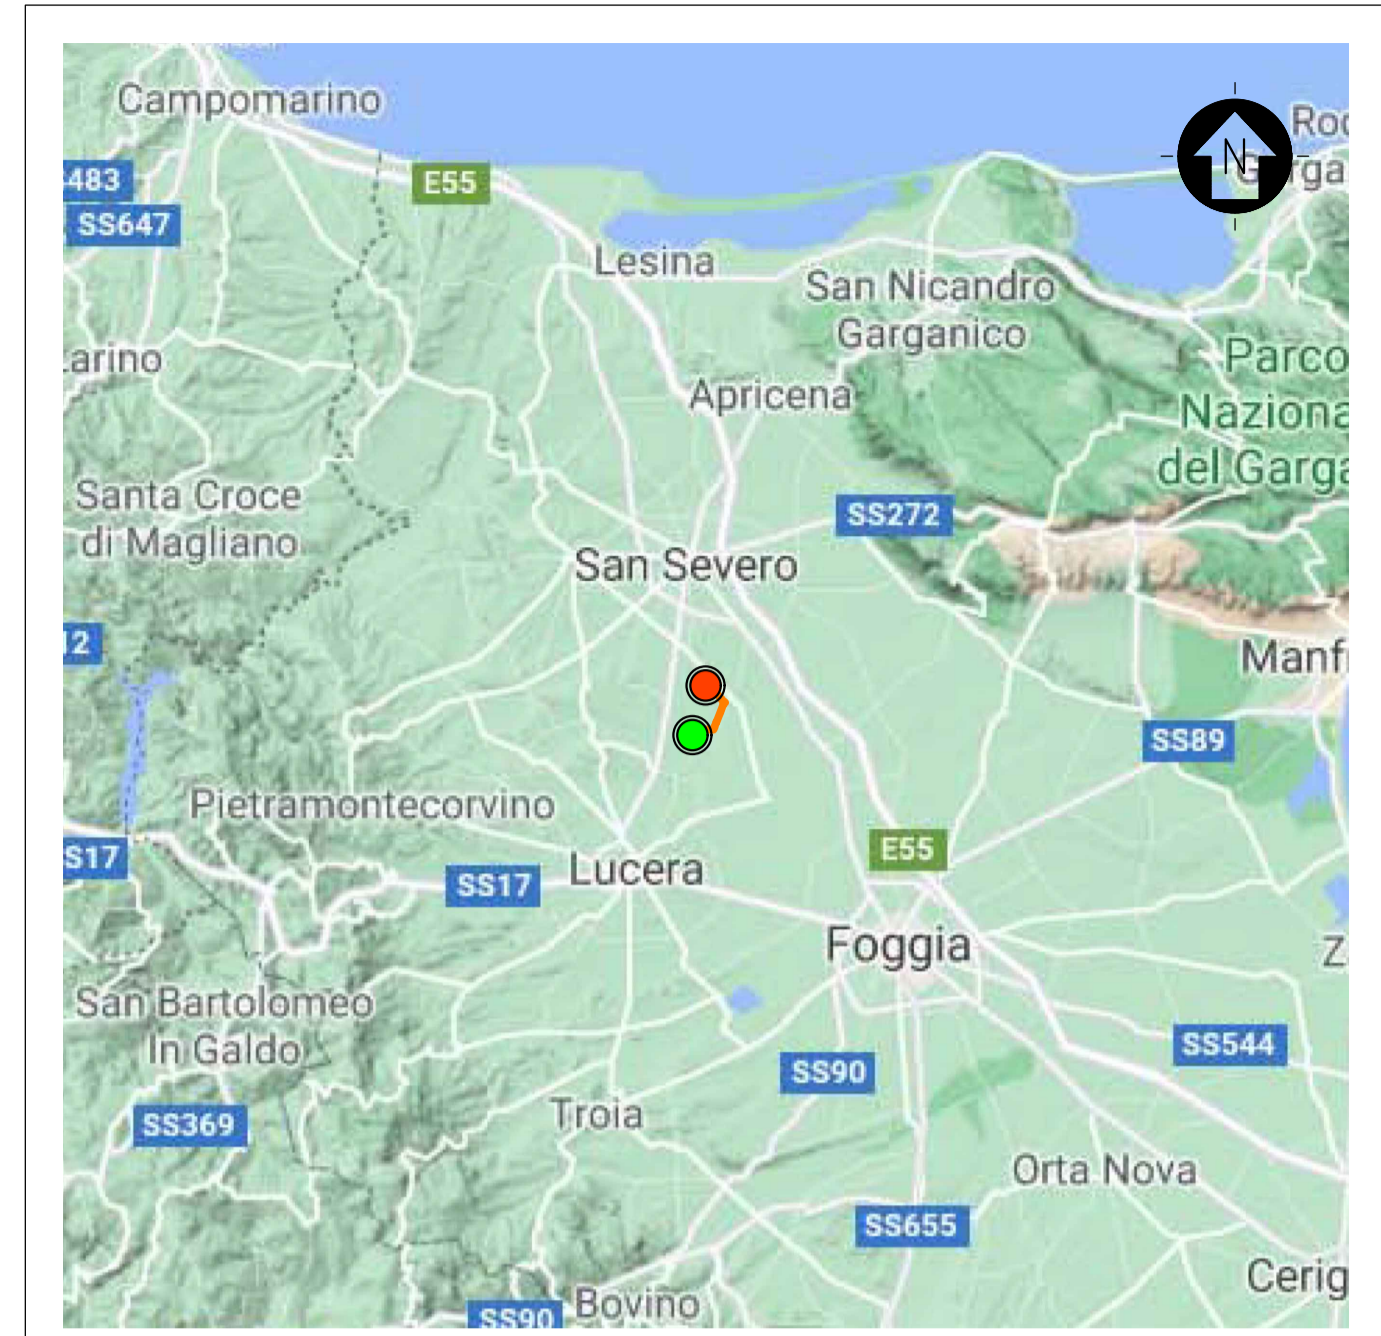 Campomarino
N
483
E55
SS647
Lesina
San Nicandro
Garganico
Parco
Naziona
del Garga
arino
Apricena
Santa Croce
di Magliano
SS272
San Severo
12
Manf
SS89
Pietramontecorvino
S17
SS17
Lucera
E55
Foggia
Z
San Bartolomeo
In Galdo
SS544
SS90
SS369
Troia
Orta Nova
SS655
Cerig
Bovino
SS90